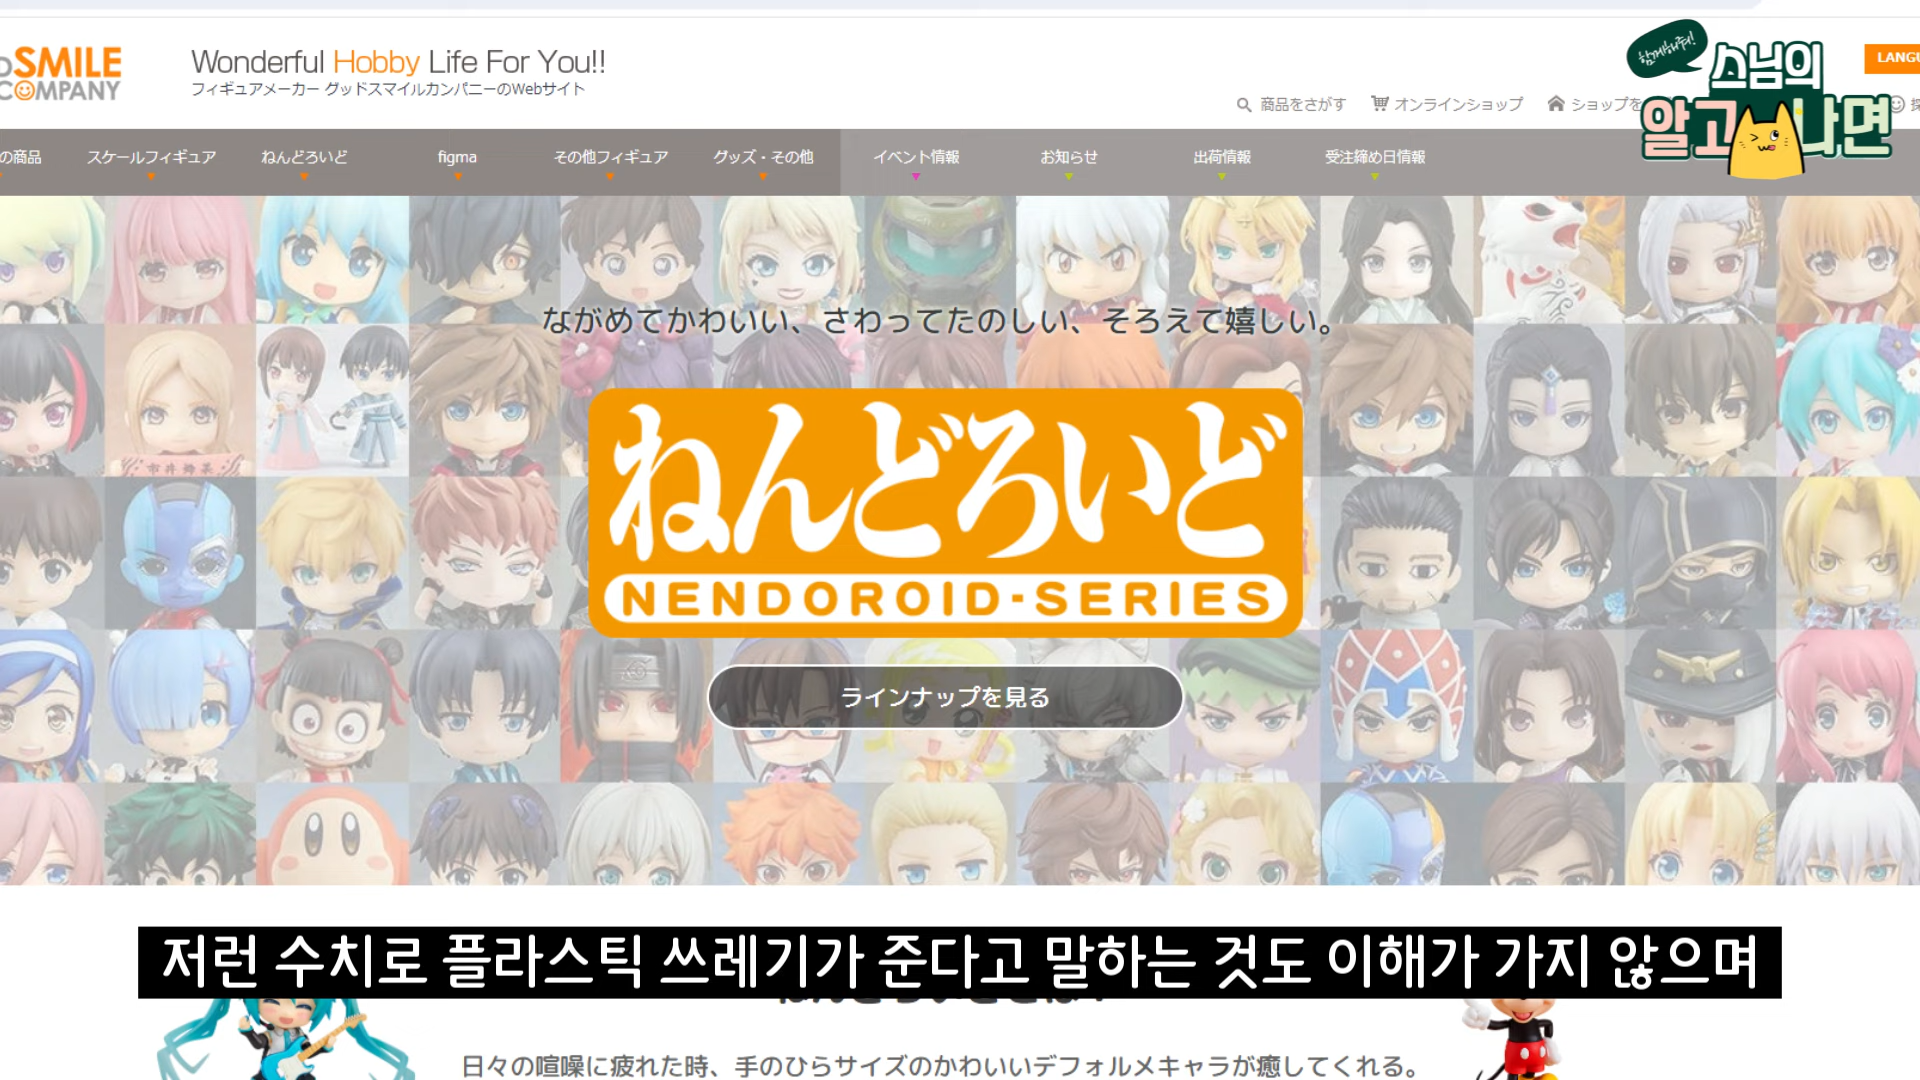 SMILE
COMPANY
Wonderful Hobby Life For You!!
フィギュアメーカー グッドスマイルカンパニーのWebサイト
함께해줘!
스님의
알고 나면
LANGU
商品をさがす オンラインショップ ショップを 探
の商品 スケールフィギュア ねんどろいど figma その他フィギュア グッズ・その他 イベント情報 お知らせ 出荷情報 受注締め日情報
ながめてかわいい、さわってたのしい、そろえて嬉しい。
ねんどろいど
NENDOROID-SERIES
ラインナップを見る
저런 수치로 플라스틱 쓰레기가 준다고 말하는 것도 이해가 가지 않으며
日々の喧噪に疲れた時、手のひらサイズのかわいいデフォルメキャラが癒してくれる。